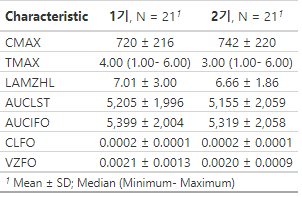 Characteristic 1기, N = 21¹ 2기, N = 21¹
CMAX 720 ± 216 742 ± 220
TMAX 4.00 (1.00- 6.00) 3.00 (1.00- 6.00)
LAMZHL 7.01 ± 3.00 6.66 ± 1.86
AUCLST 5,205 ± 1,996 5,155 ± 2,059
AUCIFO 5,399 ± 2,004 5,319 ± 2,058
CLFO 0.0002 ± 0.0001 0.0002 ± 0.0001
VZFO 0.0021 ± 0.0013 0.0020 ± 0.0009
¹ Mean ± SD; Median (Minimum- Maximum)